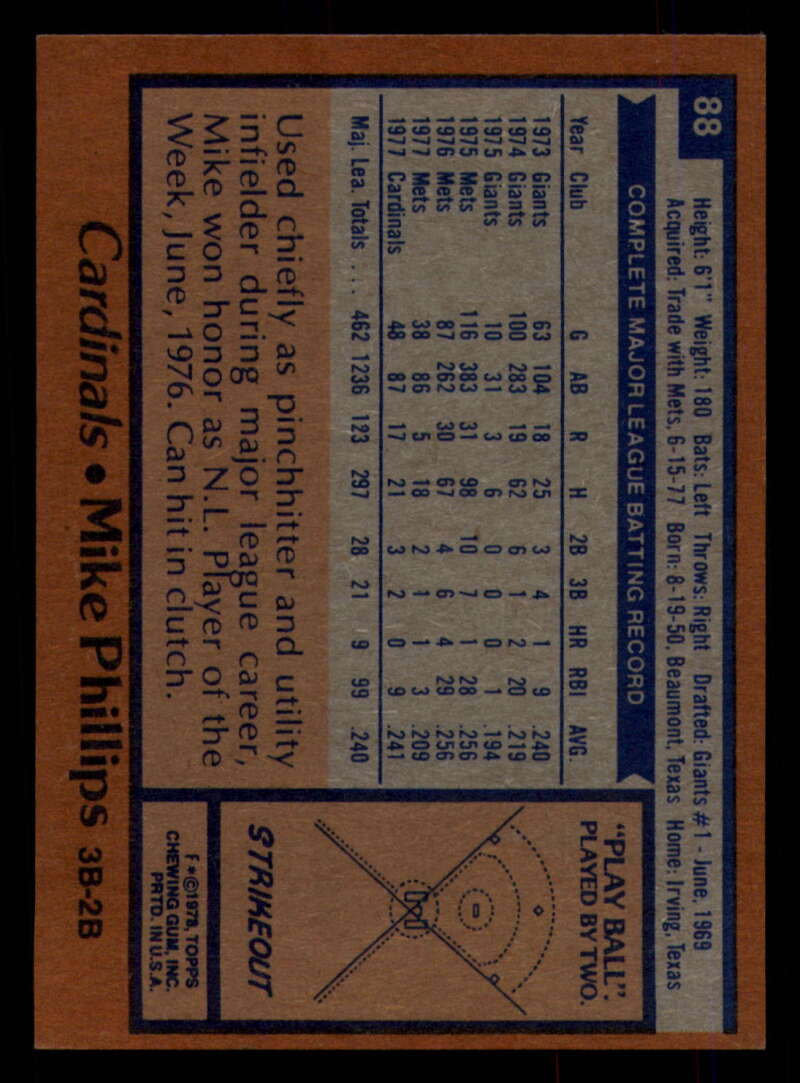 88
Height: 6'1" Weight: 180 Bats: Left Throws: Right Drafted: Giants #1 - June, 1969
Acquired: Trade with Mets, 6-15-77 Born: 8-19-50, Beaumont, Texas Home: Irving, Texas
COMPLETE MAJOR LEAGUE BATTING RECORD
Year Club G AB R H 2B 3B HR RBI AVG.
1973 Giants 63 104 18 25 3 4 1 9 .240
1974 Giants 100 283 19 62 6 1 2 20 .219
1975 Giants 10 31 3 6 0 0 0 1 .194
1975 Mets 116 383 31 98 10 7 1 28 .256
1976 Mets 87 262 30 67 4 6 4 29 .256
1977 Mets 38 86 5 18 2 1 1 3 .209
1977 Cardinals 48 87 17 21 3 2 0 9 .241
Maj. Lea. Totals ... 462 1236 123 297 28 21 9 99 .240
Used chiefly as pinchhitter and utility
infielder during major league career,
Mike won honor as N.L. Player of the
Week, June, 1976. Can hit in clutch.
"PLAY BALL".
PLAYED BY TWO.
STRIKEOUT
F*©1978, TOPPS
CHEWING GUM, INC.
PRTD. IN U.S.A.
Cardinals • Mike Phillips 3B-2B